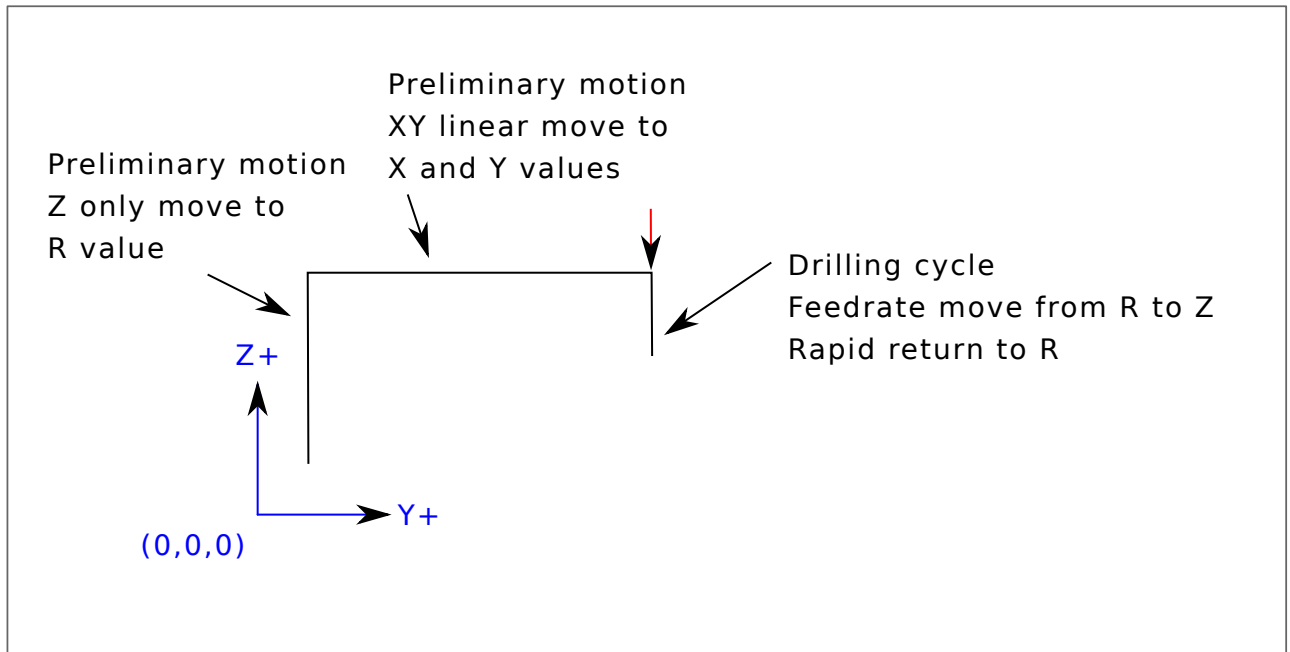 Preliminary motion
XY linear move to
X and Y values
Preliminary motion
Z only move to
R value
Drilling cycle
Feedrate move from R to Z
Rapid return to R
Z+
Y+
(0,0,0)